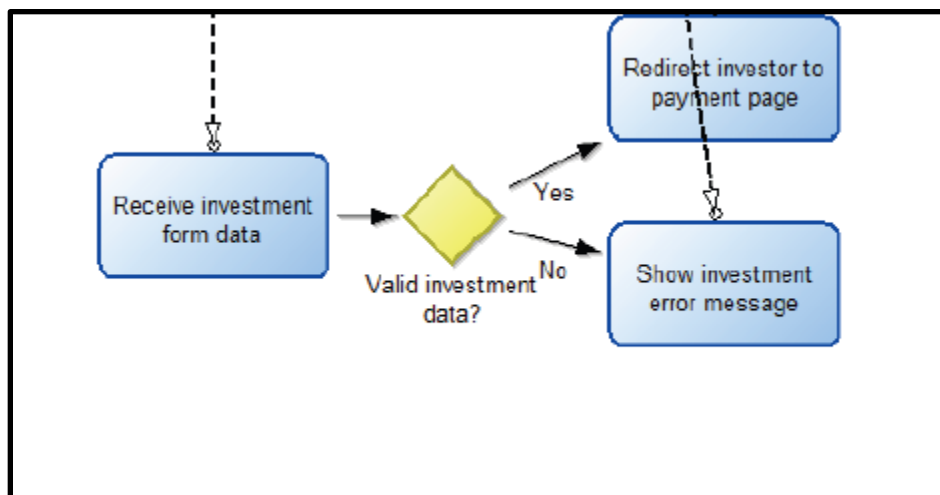 Redirect investor to
payment page
Receive investment
form data
Yes
No
Valid investment
data?
Show investment
error message